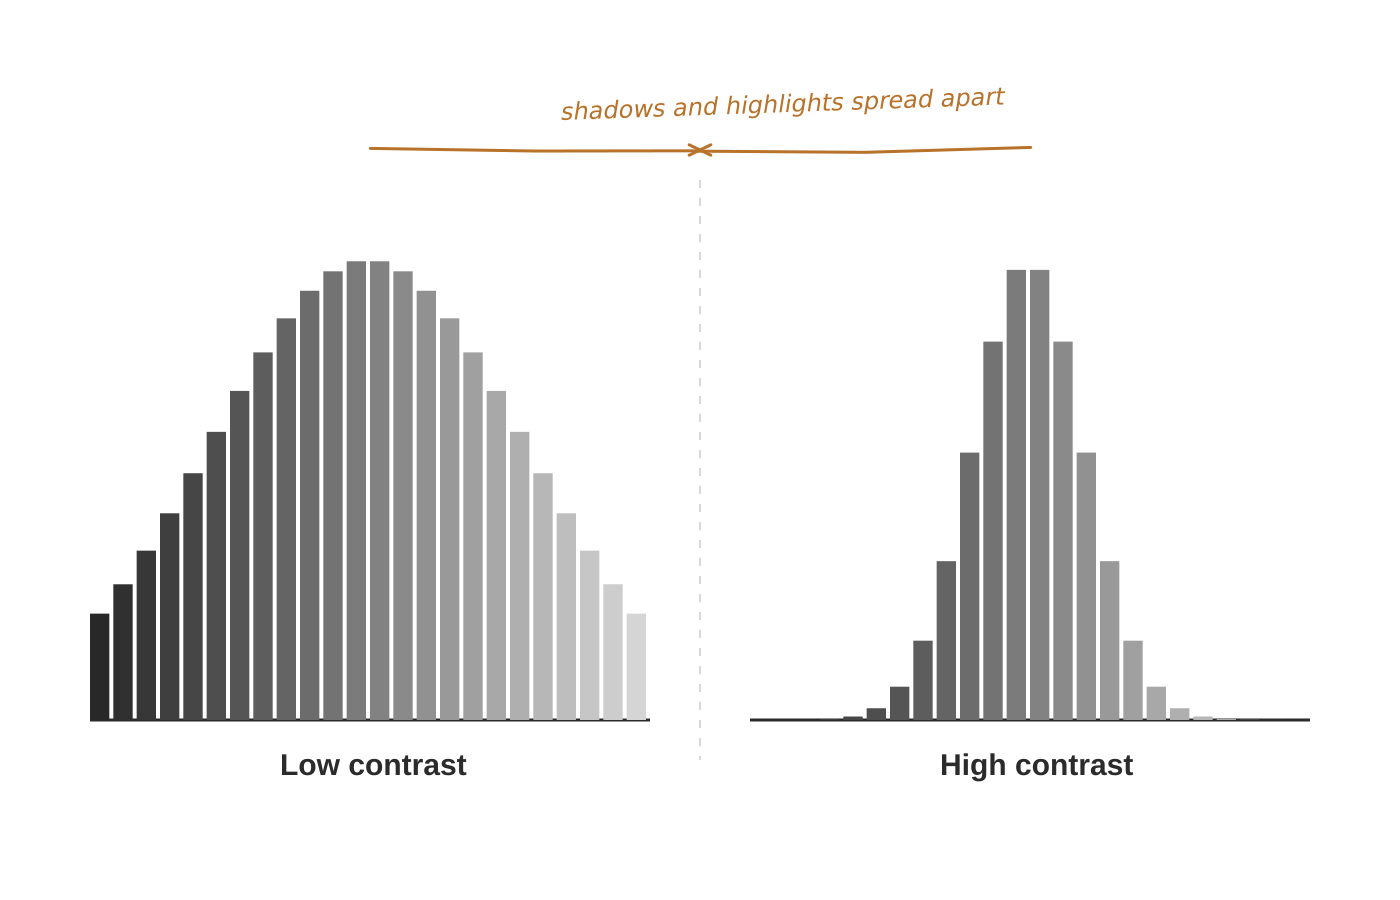 shadows and highlights spread apart
Low contrast
High contrast